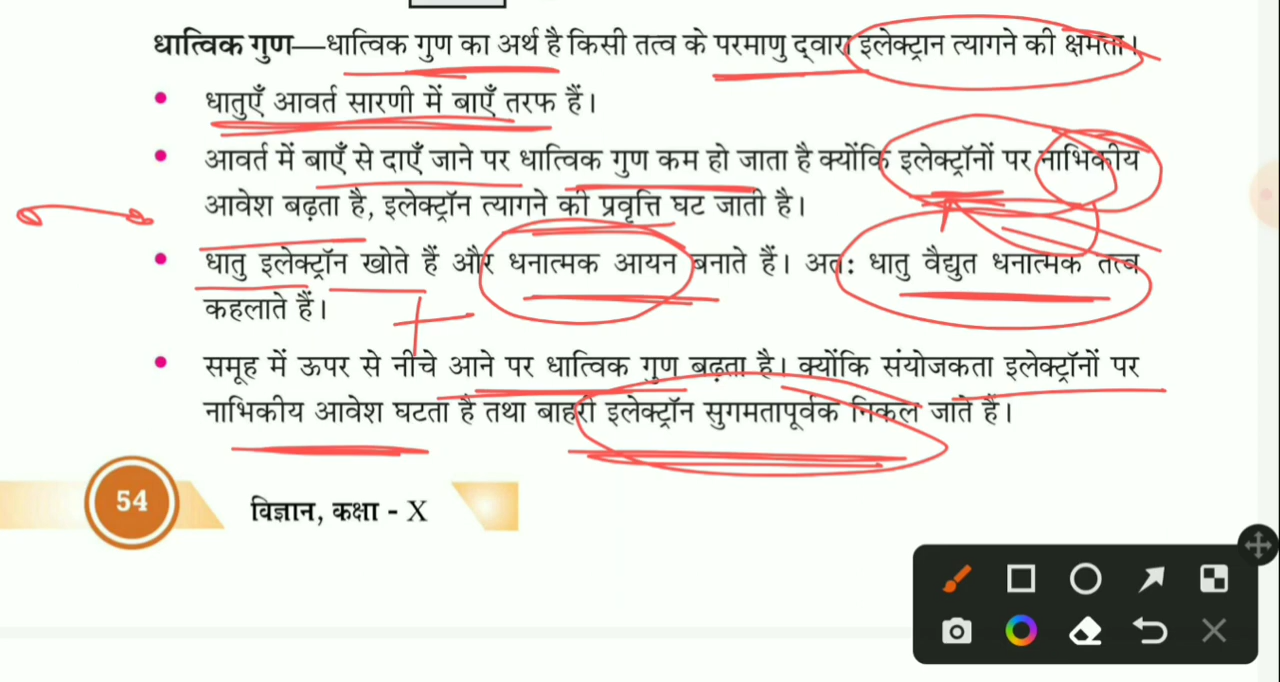 धात्विक गुण—धात्विक गुण का अर्थ है किसी तत्व के परमाणु द्वारा इलेक्ट्रान त्यागने की क्षमता।
• धातुएँ आवर्त सारणी में बाएँ तरफ हैं।
• आवर्त में बाएँ से दाएँ जाने पर धात्विक गुण कम हो जाता है क्योंकि इलेक्ट्रॉनों पर नाभिकीय
आवेश बढ़ता है, इलेक्ट्रॉन त्यागने की प्रवृत्ति घट जाती है।
• धातु इलेक्ट्रॉन खोते हैं और धनात्मक आयन बनाते हैं। अतः धातु वैद्युत धनात्मक तत्व
कहलाते हैं।
• समूह में ऊपर से नीचे आने पर धात्विक गुण बढ़ता है। क्योंकि संयोजकता इलेक्ट्रॉनों पर
नाभिकीय आवेश घटता है तथा बाहरी इलेक्ट्रॉन सुगमतापूर्वक निकल जाते हैं।
54
विज्ञान, कक्षा - X